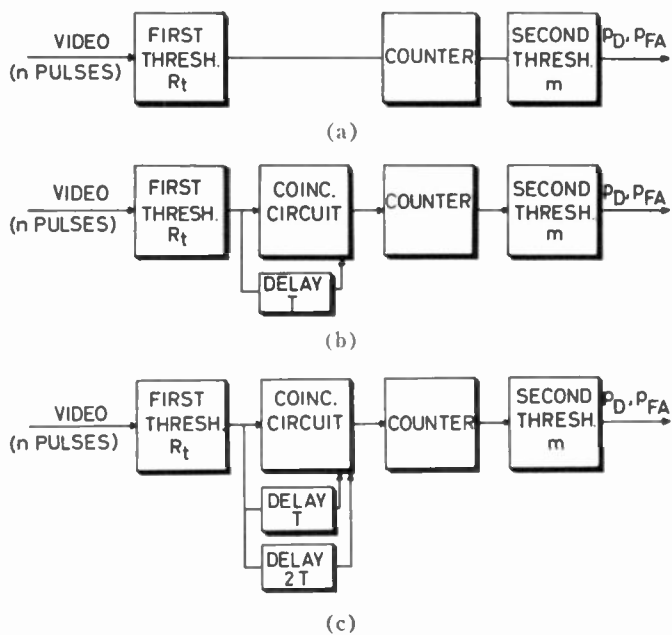 VIDEO
(n PULSES)
FIRST
THRESH.
Rt
COUNTER
SECOND
THRESH.
m
PD, PFA
(a)
VIDEO
(n PULSES)
FIRST
THRESH.
Rt
COINC.
CIRCUIT
DELAY
T
COUNTER
SECOND
THRESH.
m
PD, PFA
(b)
VIDEO
(n PULSES)
FIRST
THRESH.
Rt
COINC.
CIRCUIT
DELAY
T
DELAY
2T
COUNTER
SECOND
THRESH.
m
PD, PFA
(c)